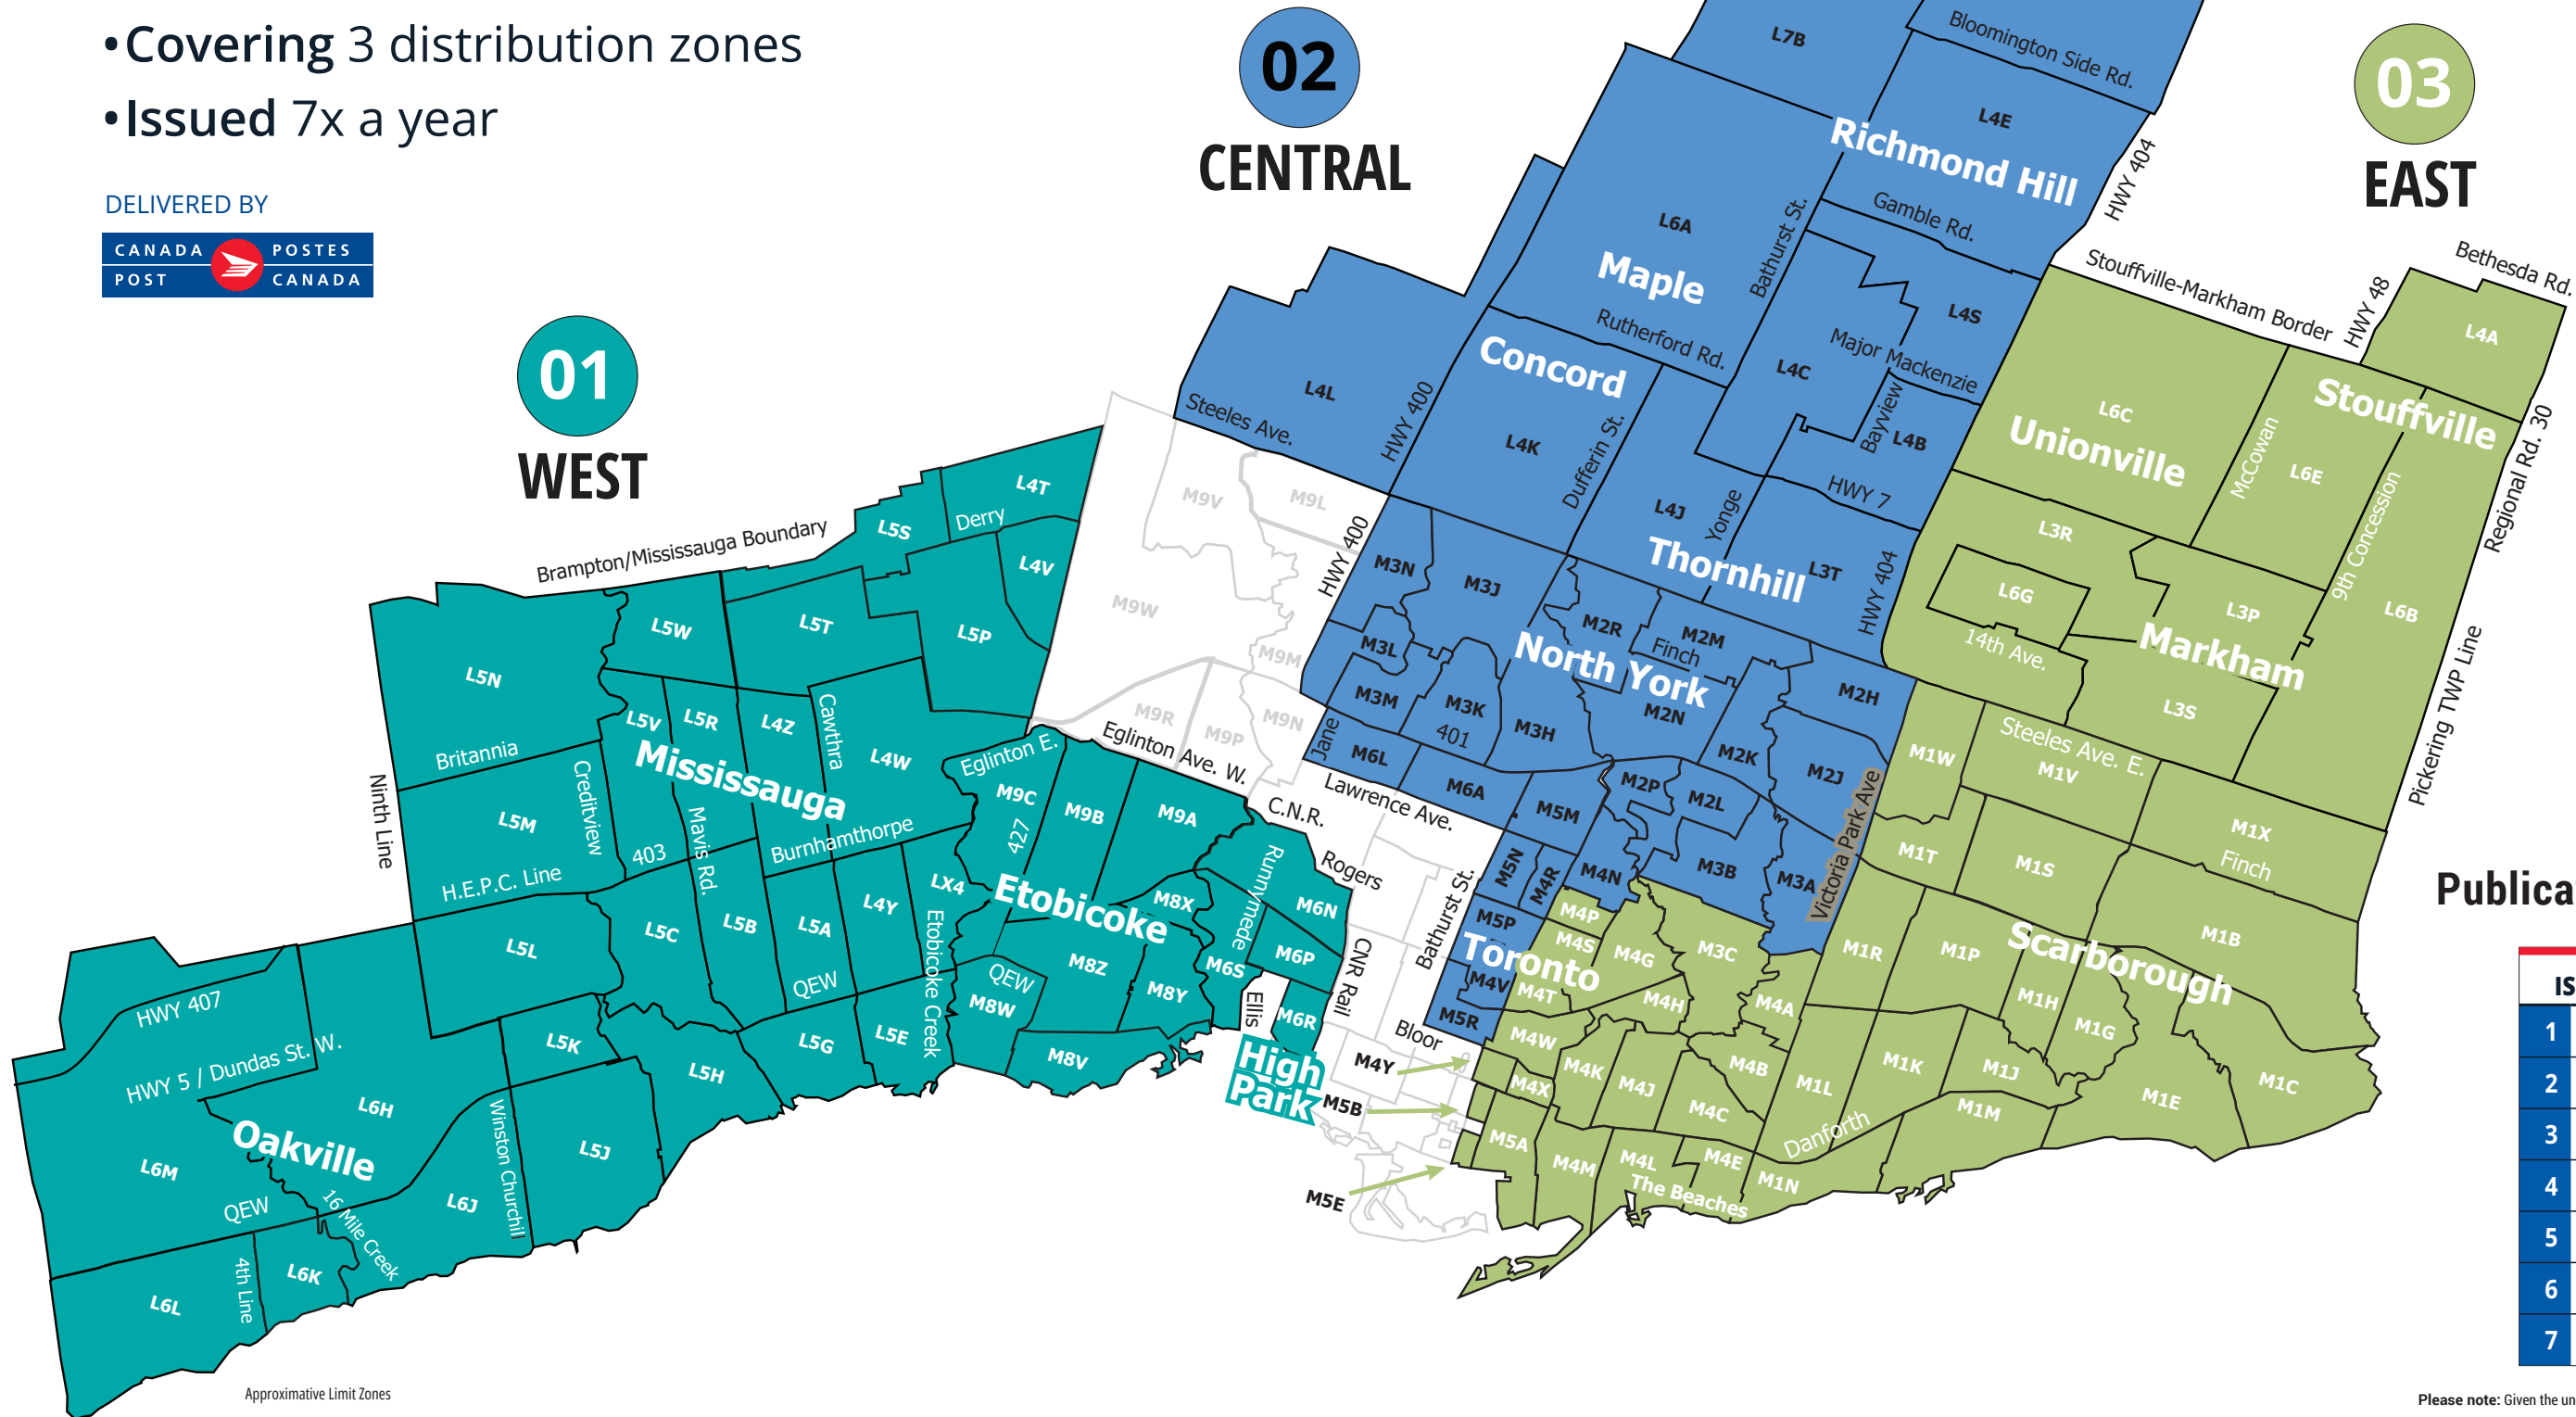 •Covering 3 distribution zones
•Issued 7x a year
DELIVERED BY
CANADA POSTES
POST CANADA
01
WEST
02
CENTRAL
03
EAST
Brampton/Mississauga Boundary
Ninth Line
L4T
L5S
Derry
L4V
L5W
L5T
L5P
L5N
L5V
L5R
L4Z
Cawthra
L4W
Britannia
Mississauga
Creditview
L5M
403
Mavis Rd.
Burnhamthorpe
H.E.P.C. Line
LX4
L4Y
L5A
L5B
L5C
L5L
QEW
Etobicoke Creek
HWY 407
HWY 5 / Dundas St. W.
L5K
L5H
L5G
L5E
L6H
Oakville
L6M
QEW
16 Mile Creek
L6J
Winston Churchill
L5J
4th Line
L6K
L6L
Approximative Limit Zones
Eglinton E.
M9C
427
M9B
M9A
Etobicoke
M8X
Runnymede
M6N
M6P
M6S
M6R
M8Z
M8Y
QEW
M8W
M8V
Ellis
High
Park
M9V
M9L
M9W
M9M
M9R
M9P
M9N
Eglinton Ave. W.
C.N.R.
Rogers
CNR Rail
Lawrence Ave.
Bathurst St.
Bloor
M4Y
M5B
M5E
L7B
Bloomington Side Rd.
L4E
Richmond Hill
HWY 404
Gamble Rd.
L6A
Maple
Bathurst St.
Rutherford Rd.
L4S
Major Mackenzie
L4C
Bayview
L4B
Concord
L4L
Steeles Ave.
HWY 400
L4K
Dufferin St.
L4J
Yonge
HWY 7
Thornhill
L3T
HWY 404
HWY 400
M3N
M3J
M3L
M2R
M2M
Finch
North York
M3M
M3K
401
M3H
M2N
M2H
M2K
M2J
Jane
M6L
M6A
M5M
M2P
M2L
M3B
M3A
Victoria Park Ave
M5N
M4R
M4N
M5P
Toronto
M4V
M5R
Stouffville-Markham Border
HWY 48
Bethesda Rd.
L4A
Stouffville
L6C
Unionville
McCowan
L6E
9th Concession
Regional Rd. 30
L3R
L6G
14th Ave.
L3P
Markham
L6B
L3S
Pickering TWP Line
Steeles Ave. E.
M1W
M1V
M1X
Finch
M1T
M1S
M1B
Scarborough
M1R
M1P
M1H
M1G
M4P
M4S
M4G
M3C
M4T
M4H
M4A
M4W
M4K
M4J
M4B
M1L
M1K
M1J
M1E
M1C
M4X
M4C
M1M
Danforth
M5A
M4M
M4L
M4E
M1N
The Beaches
Publica
IS
1
2
3
4
5
6
7
Please note: Given the un